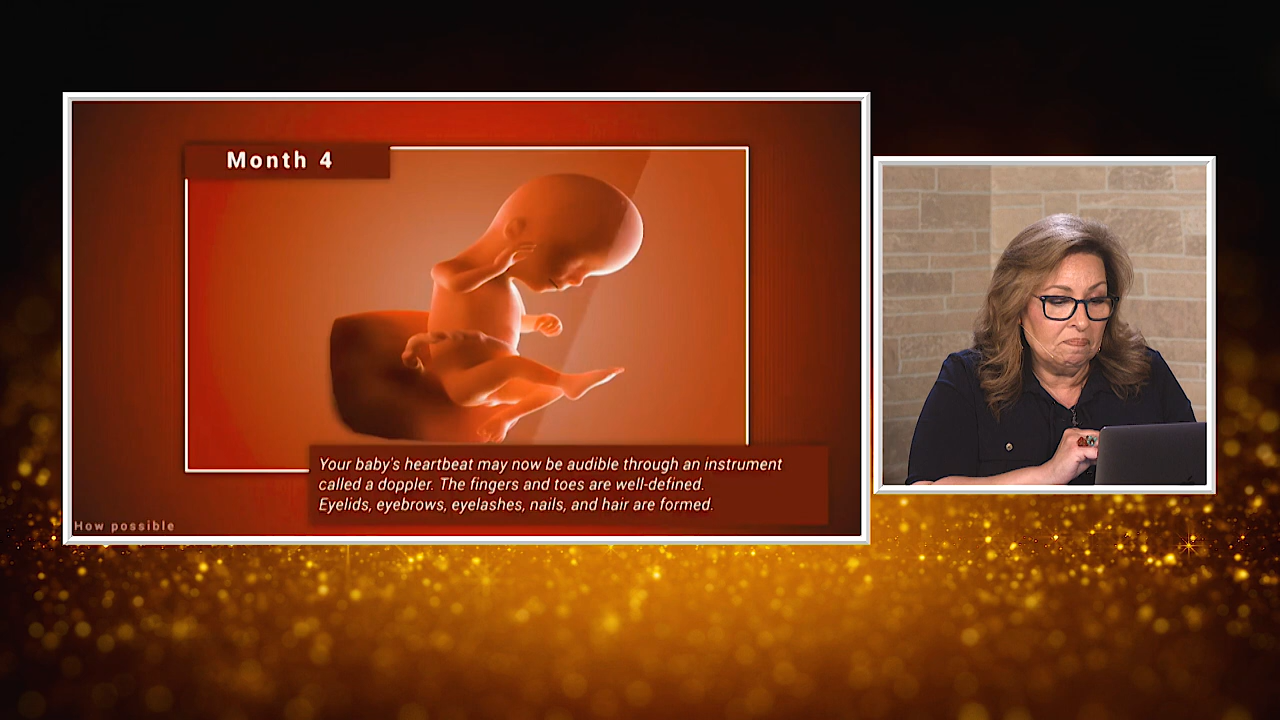 Month 4
Your baby's heartbeat may now be audible through an instrument
called a doppler. The fingers and toes are well-defined.
Eyelids, eyebrows, eyelashes, nails, and hair are formed.
How possible